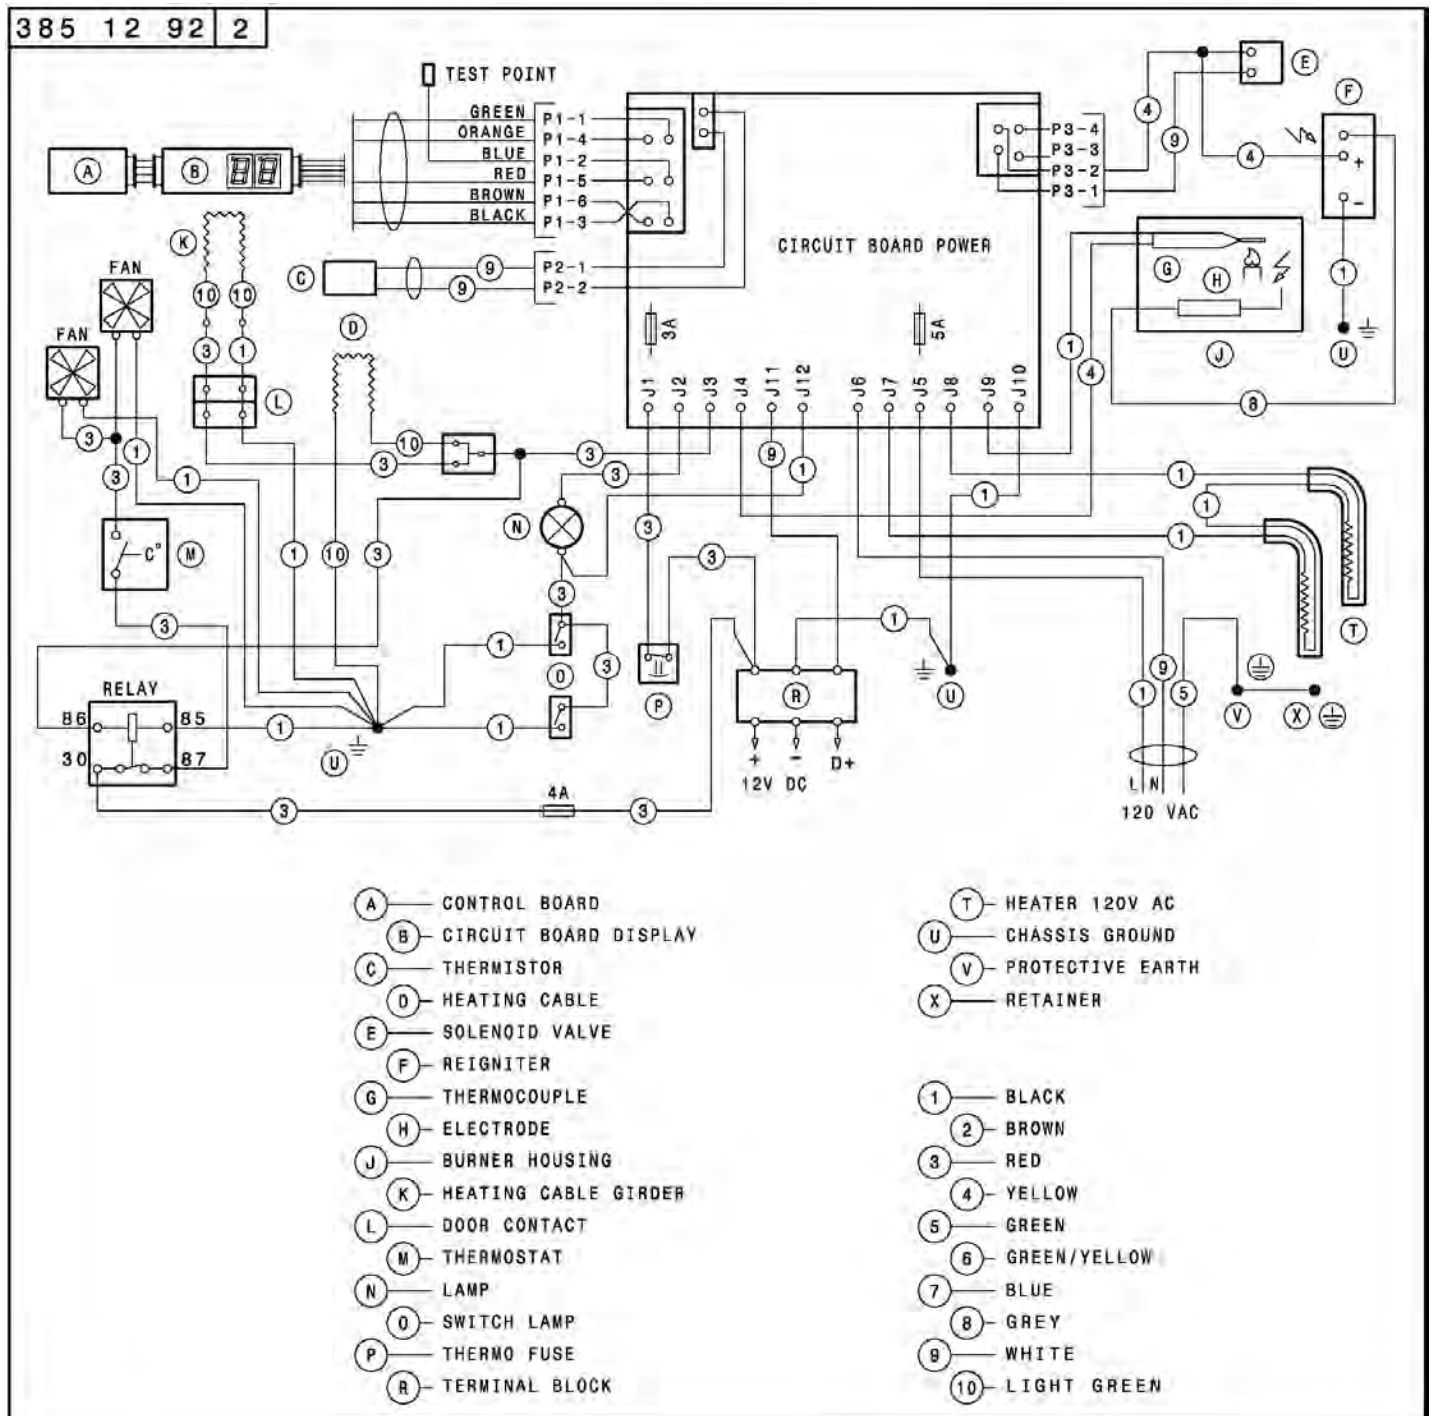 385 12 92 2
TEST POINT
GREEN P1-1
ORANGE P1-4
BLUE P1-2
RED P1-5
BROWN P1-6
BLACK P1-3
A B
P3-4
P3-3
P3-2
P3-1
4 9 4
E
F
+
-
1
U
CIRCUIT BOARD POWER
K
C 9 P2-1
9 P2-2
G H
J
FAN
FAN
10 10
D
3 1
L
3A 5A
1 4
8
J1 J2 J3 J4 J11 J12 J6 J7 J5 J8 J9 J10
3 1
10
3
3
3
9 1
1
1
3 1
1
1
C° M
1 10 3
N
3
3
3
3
1
O
3
P
1
T
RELAY
86 85
30 87
1
U
1
R
U
1 9 5
V X
+ - D+
12V DC
L N
120 VAC
3 4A 3
A CONTROL BOARD
B CIRCUIT BOARD DISPLAY
C THERMISTOR
D HEATING CABLE
E SOLENOID VALVE
F REIGNITER
G THERMOCOUPLE
H ELECTRODE
J BURNER HOUSING
K HEATING CABLE GIRDER
L DOOR CONTACT
M THERMOSTAT
N LAMP
O SWITCH LAMP
P THERMO FUSE
R TERMINAL BLOCK
T HEATER 120V AC
U CHASSIS GROUND
V PROTECTIVE EARTH
X RETAINER
1 BLACK
2 BROWN
3 RED
4 YELLOW
5 GREEN
6 GREEN/YELLOW
7 BLUE
8 GREY
9 WHITE
10 LIGHT GREEN